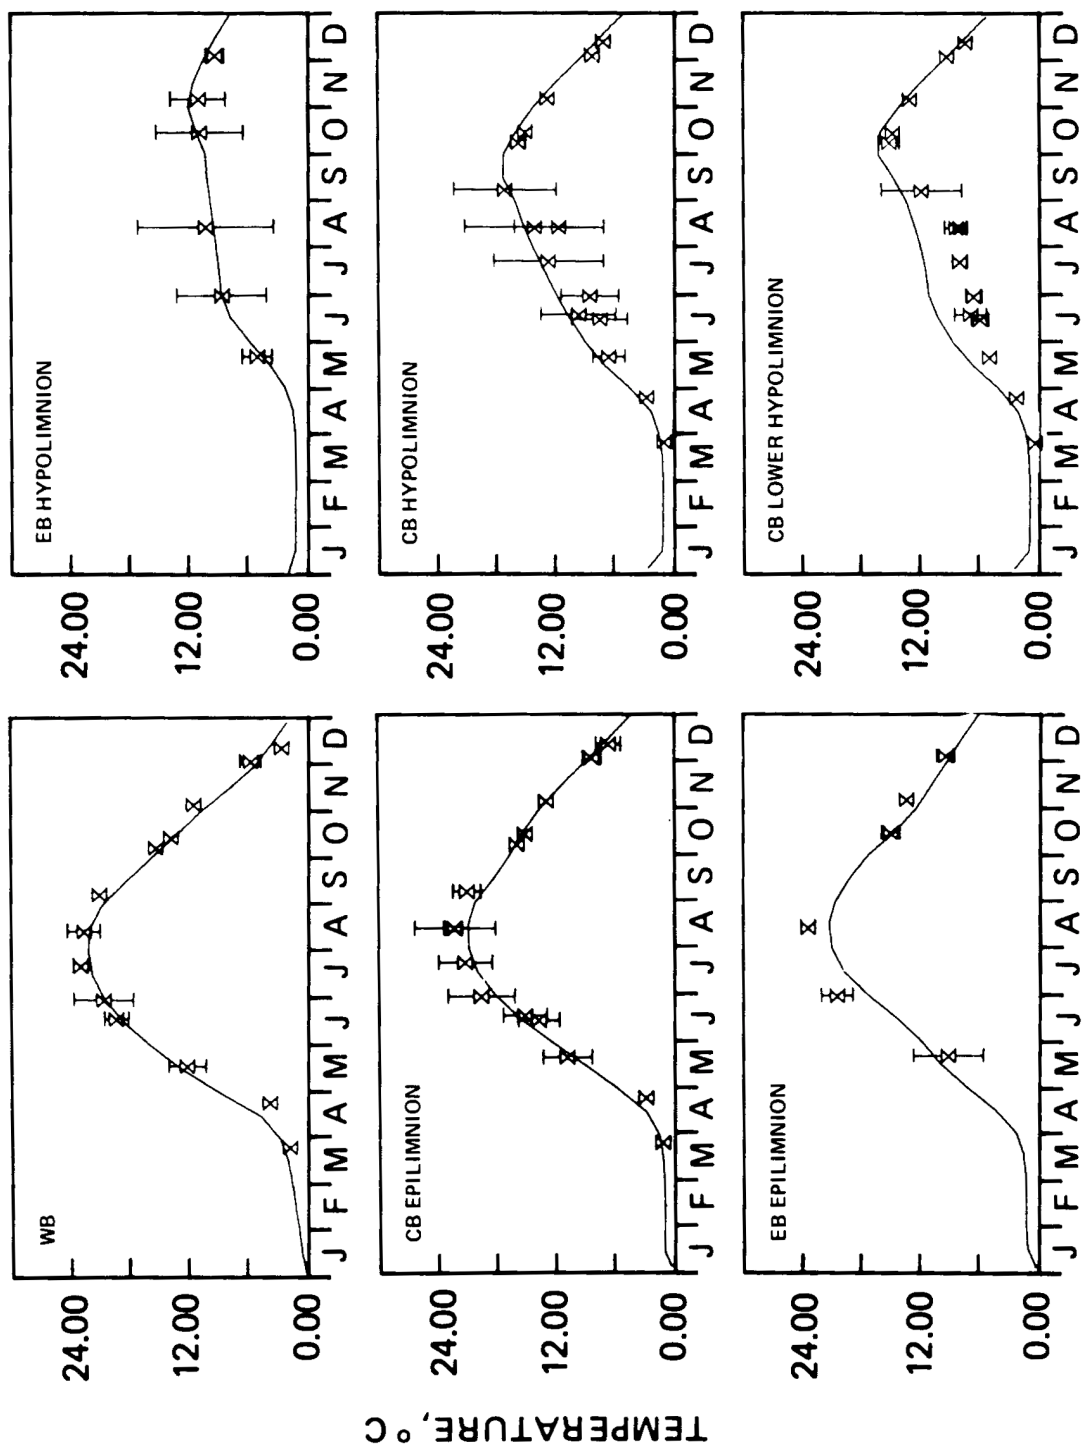 TEMPERATURE, °C
WB
24.00
12.00
0.00
J F M A M J J A S O N D
CB EPILIMNION
24.00
12.00
0.00
J F M A M J J A S O N D
EB EPILIMNION
24.00
12.00
0.00
J F M A M J J A S O N D
EB HYPOLIMNION
24.00
12.00
0.00
J F M A M J J A S O N D
CB HYPOLIMNION
24.00
12.00
0.00
J F M A M J J A S O N D
CB LOWER HYPOLIMNION
24.00
12.00
0.00
J F M A M J J A S O N D